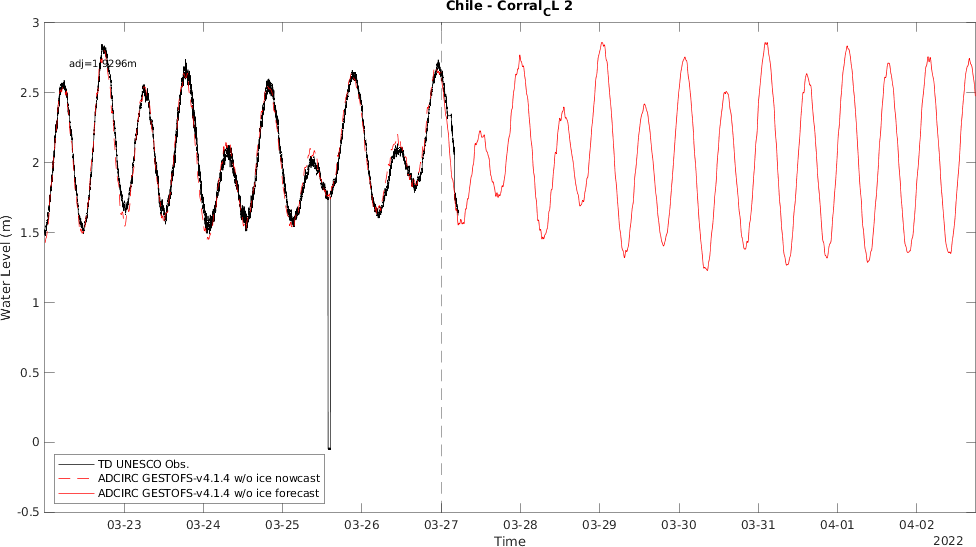 Chile - CorralCL 2
adj=1.9296m
3
2.5
2
1.5
1
0.5
0
-0.5
Water Level (m)
TD UNESCO Obs.
ADCIRC GESTOFS-v4.1.4 w/o ice nowcast
ADCIRC GESTOFS-v4.1.4 w/o ice forecast
03-23 03-24 03-25 03-26 03-27 03-28 03-29 03-30 03-31 04-01 04-02
Time
2022